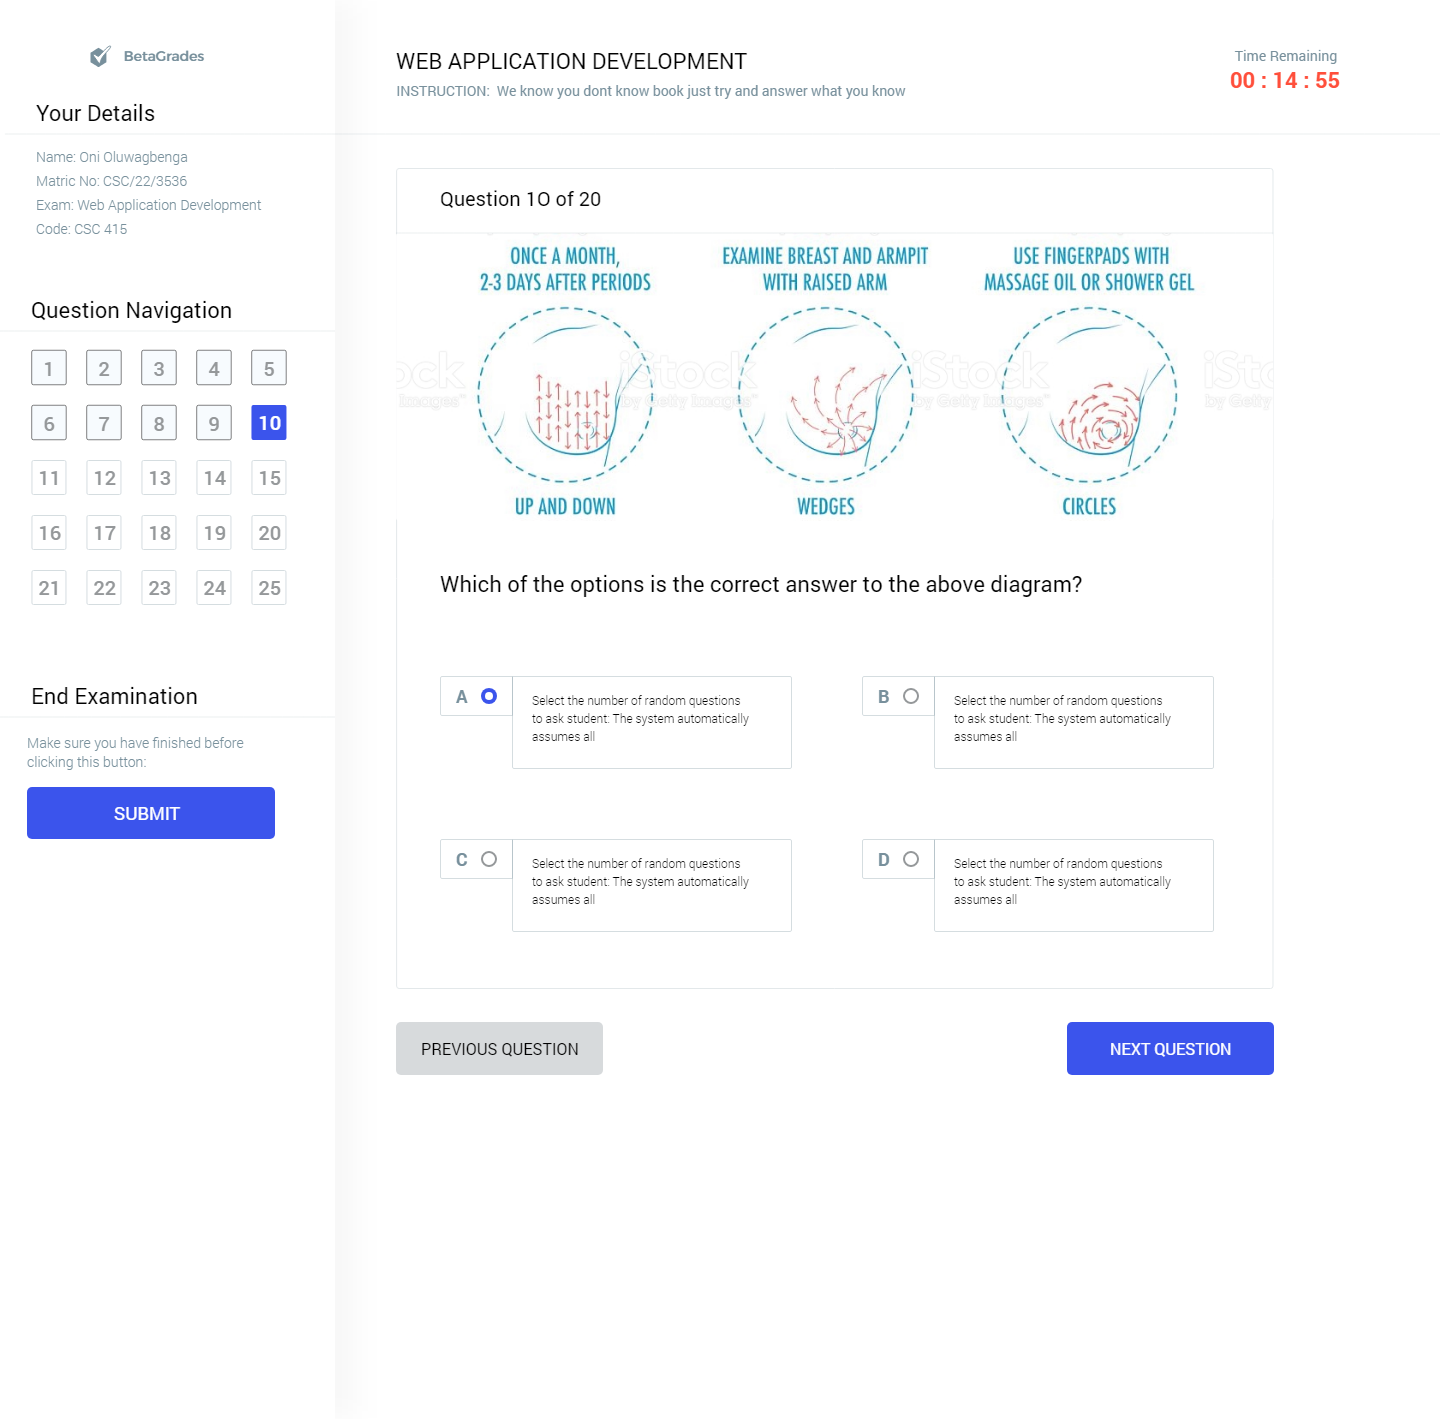 BetaGrades
Your Details
Name: Oni Oluwagbenga
Matric No: CSC/22/3536
Exam: Web Application Development
Code: CSC 415
Question Navigation
1 2 3 4 5
6 7 8 9 10
11 12 13 14 15
16 17 18 19 20
21 22 23 24 25
End Examination
Make sure you have finished before
clicking this button:
SUBMIT
WEB APPLICATION DEVELOPMENT
INSTRUCTION: We know you dont know book just try and answer what you know
Time Remaining
00 : 14 : 55
Question 1O of 20
ONCE A MONTH,
2-3 DAYS AFTER PERIODS
EXAMINE BREAST AND ARMPIT
WITH RAISED ARM
USE FINGERPADS WITH
MASSAGE OIL OR SHOWER GEL
ock
Images™
iStock
by Getty Images™
iStock
by Getty Images™
iSto
by Getty
UP AND DOWN
WEDGES
CIRCLES
Which of the options is the correct answer to the above diagram?
A
Select the number of random questions
to ask student: The system automatically
assumes all
B
Select the number of random questions
to ask student: The system automatically
assumes all
C
Select the number of random questions
to ask student: The system automatically
assumes all
D
Select the number of random questions
to ask student: The system automatically
assumes all
PREVIOUS QUESTION
NEXT QUESTION